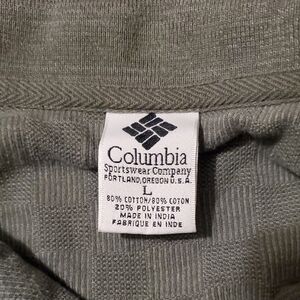 Columbia
Sportswear Company
PORTLAND, OREGON U.S.A.
L
80% COTTON/80% COTON
20% POLYESTER
MADE IN INDIA
FABRIQUE EN INDE